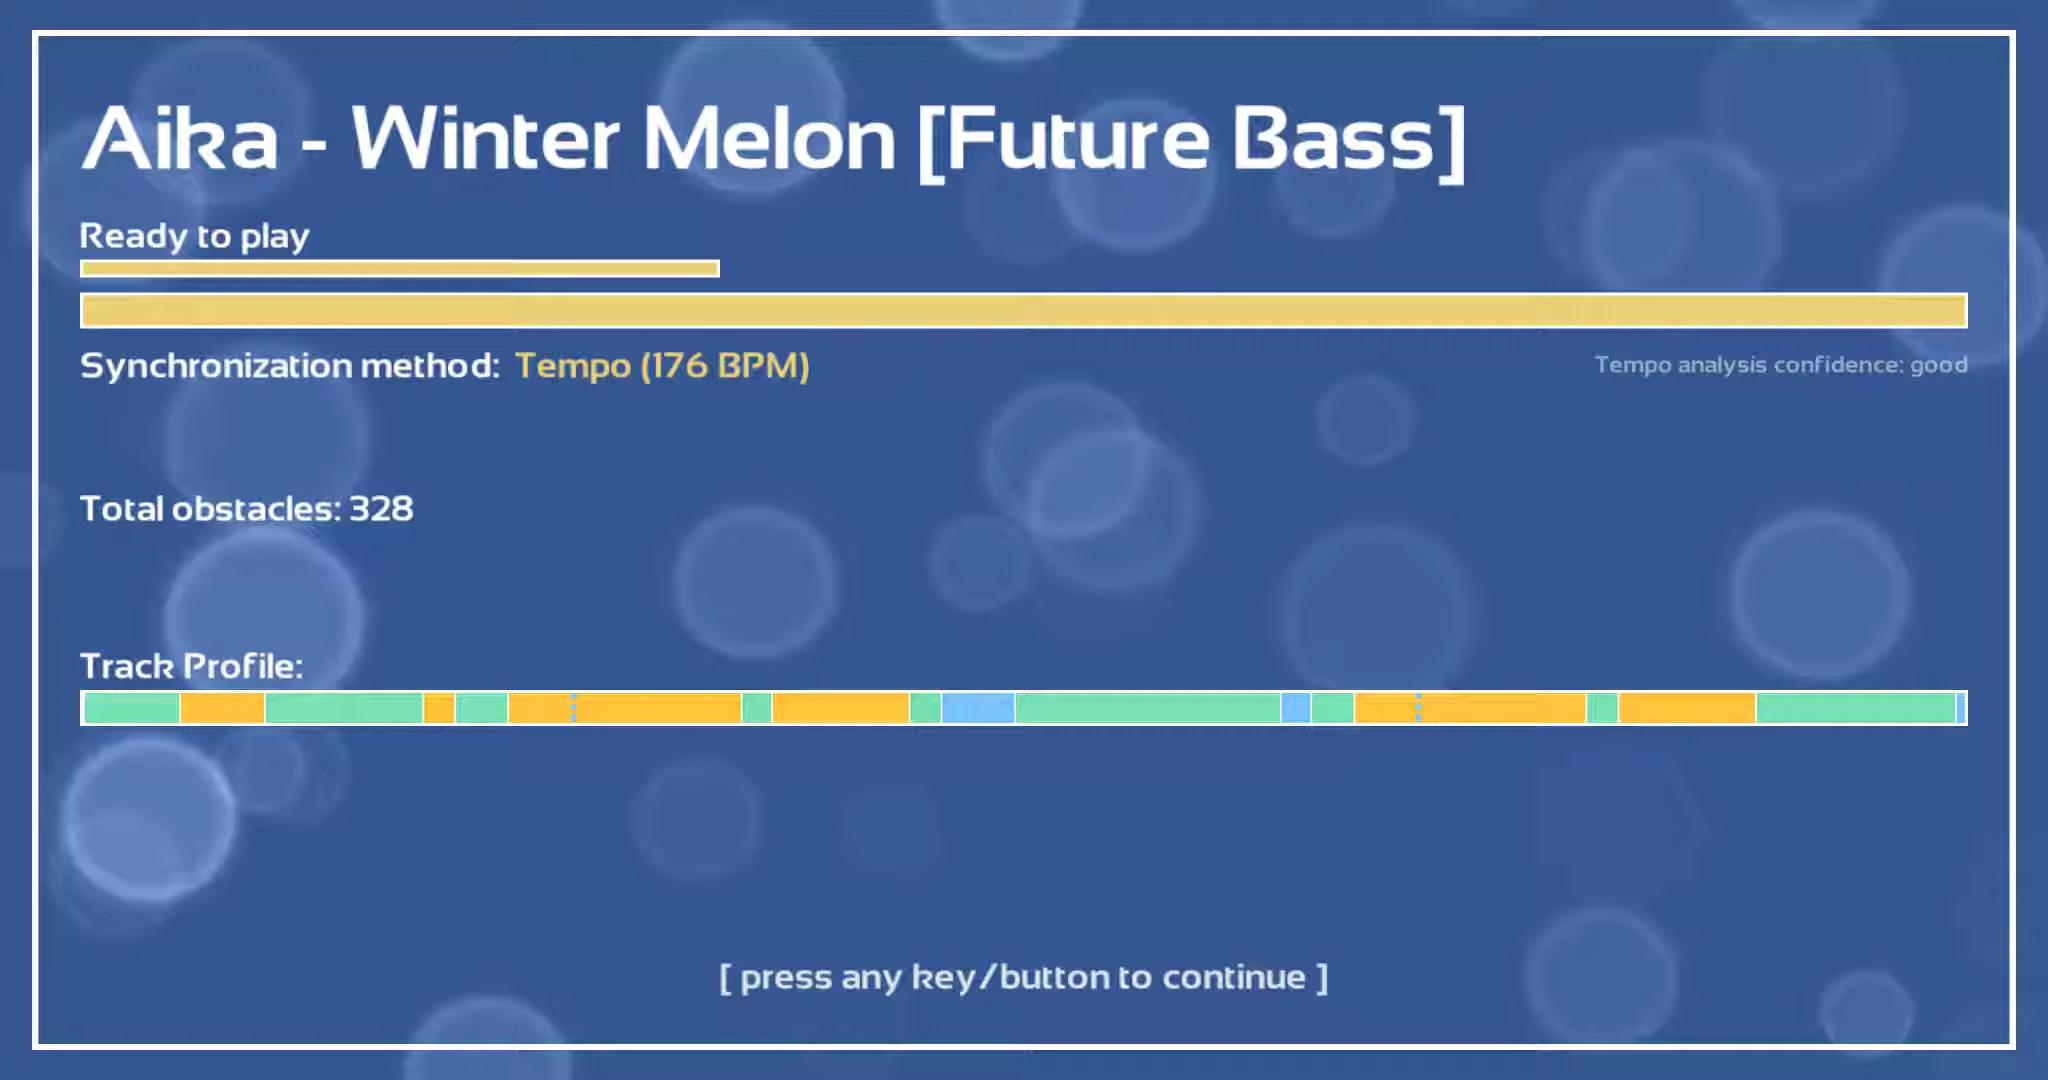 Aika - Winter Melon [Future Bass]
Ready to play
Synchronization method: Tempo (176 BPM)
Tempo analysis confidence: good
Total obstacles: 328
Track Profile:
[ press any key/button to continue ]